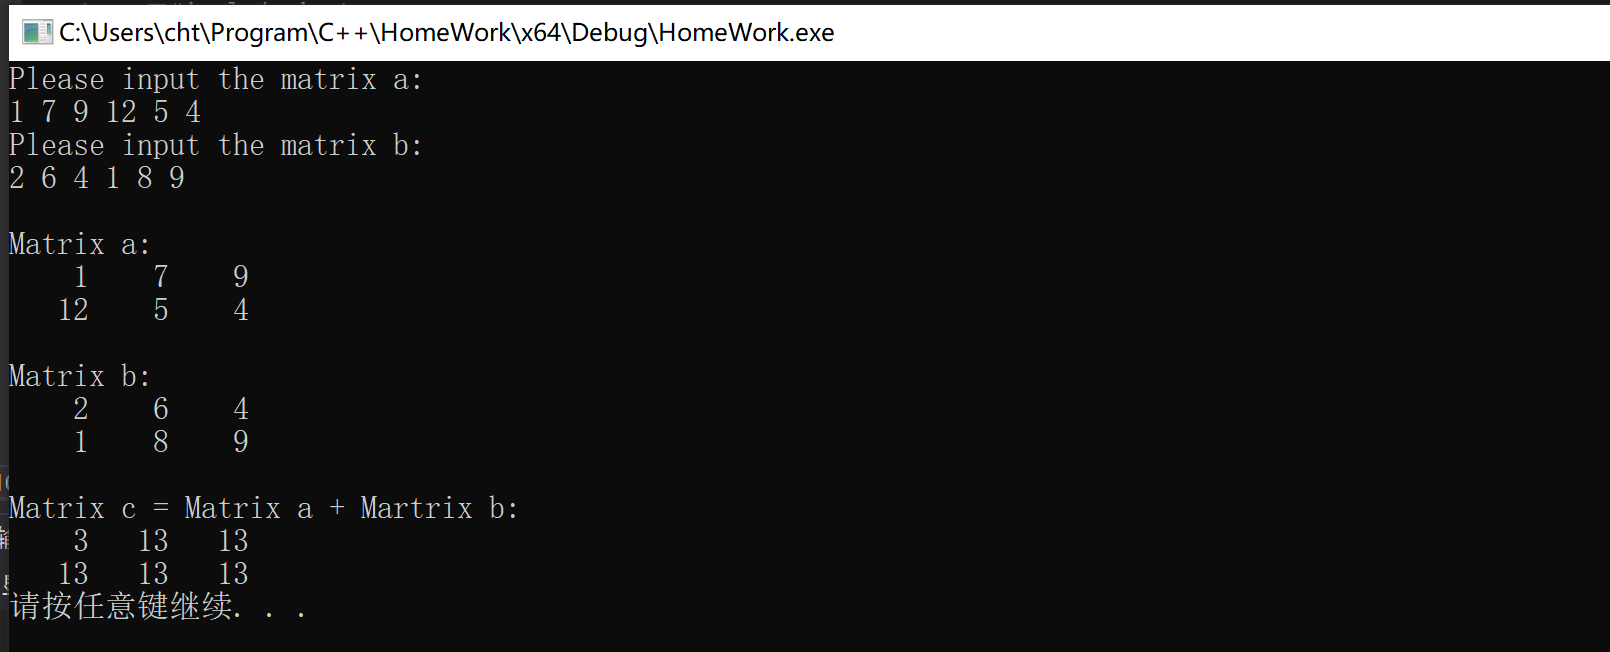 C:\Users\cht\Program\C++\HomeWork\x64\Debug\HomeWork.exe
Please input the matrix a:
1 7 9 12 5 4
Please input the matrix b:
2 6 4 1 8 9
Matrix a:
1 7 9
12 5 4
Matrix b:
2 6 4
1 8 9
Matrix c = Matrix a + Martrix b:
3 13 13
13 13 13
请按任意键继续. . .